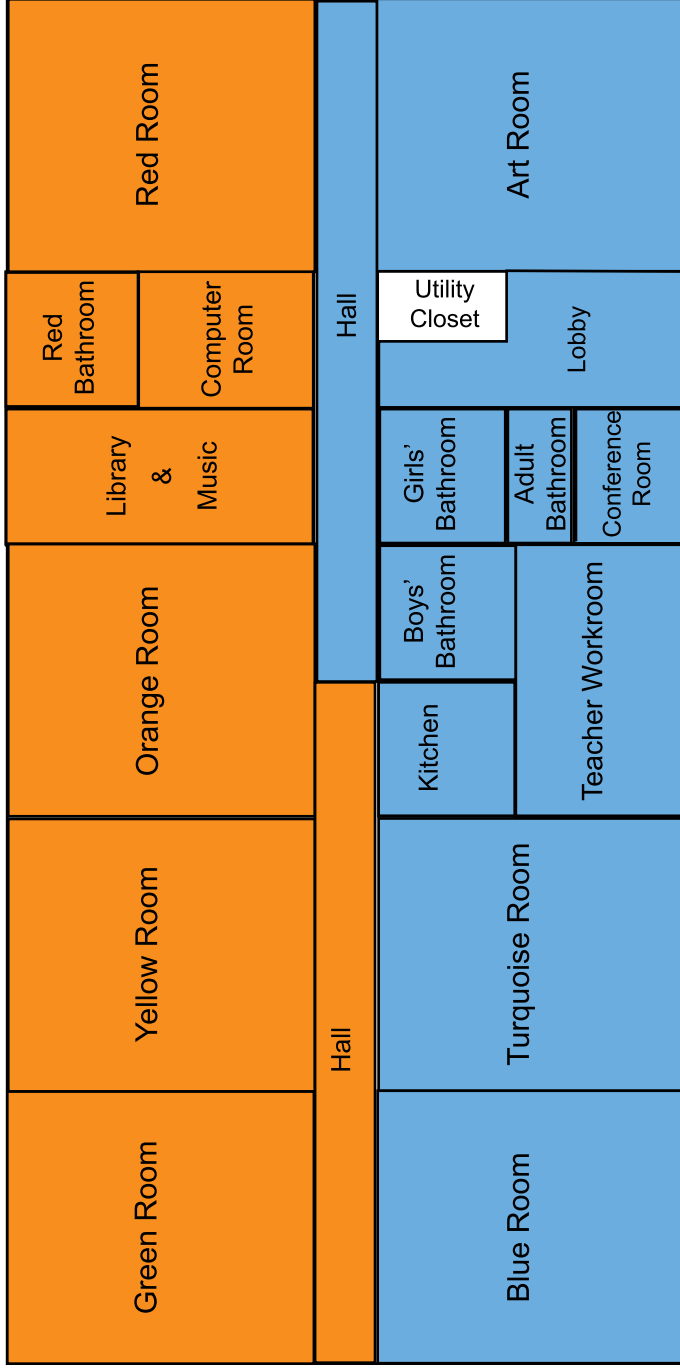 Red Room
Art Room
Red
Bathroom
Computer
Room
Hall
Utility
Closet
Lobby
Library
&
Music
Girls’
Bathroom
Adult
Bathroom
Conference
Room
Orange Room
Boys’
Bathroom
Kitchen
Teacher Workroom
Yellow Room
Hall
Turquoise Room
Green Room
Blue Room